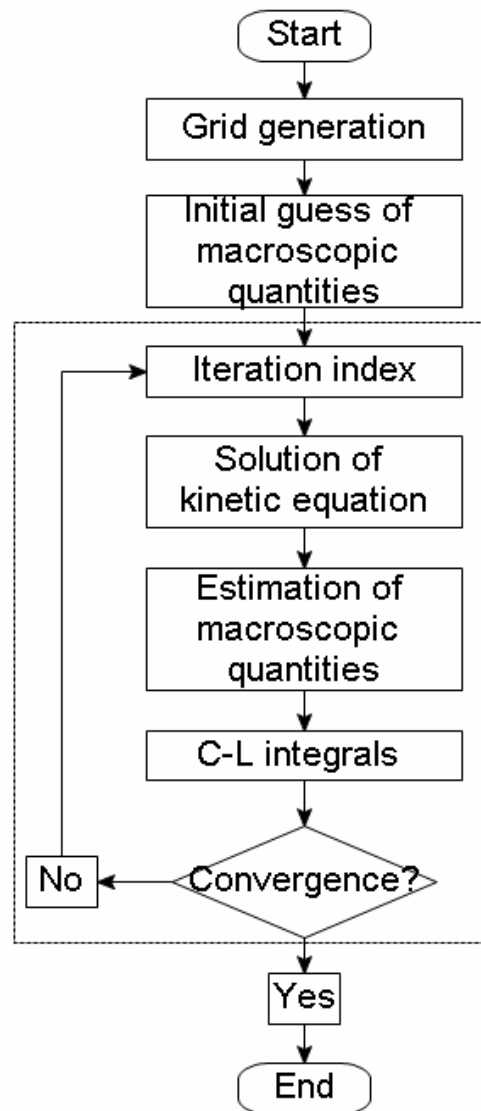 Start
Grid generation
Initial guess of
macroscopic
quantities
Iteration index
Solution of
kinetic equation
Estimation of
macroscopic
quantities
C-L integrals
Convergence?
No
Yes
End